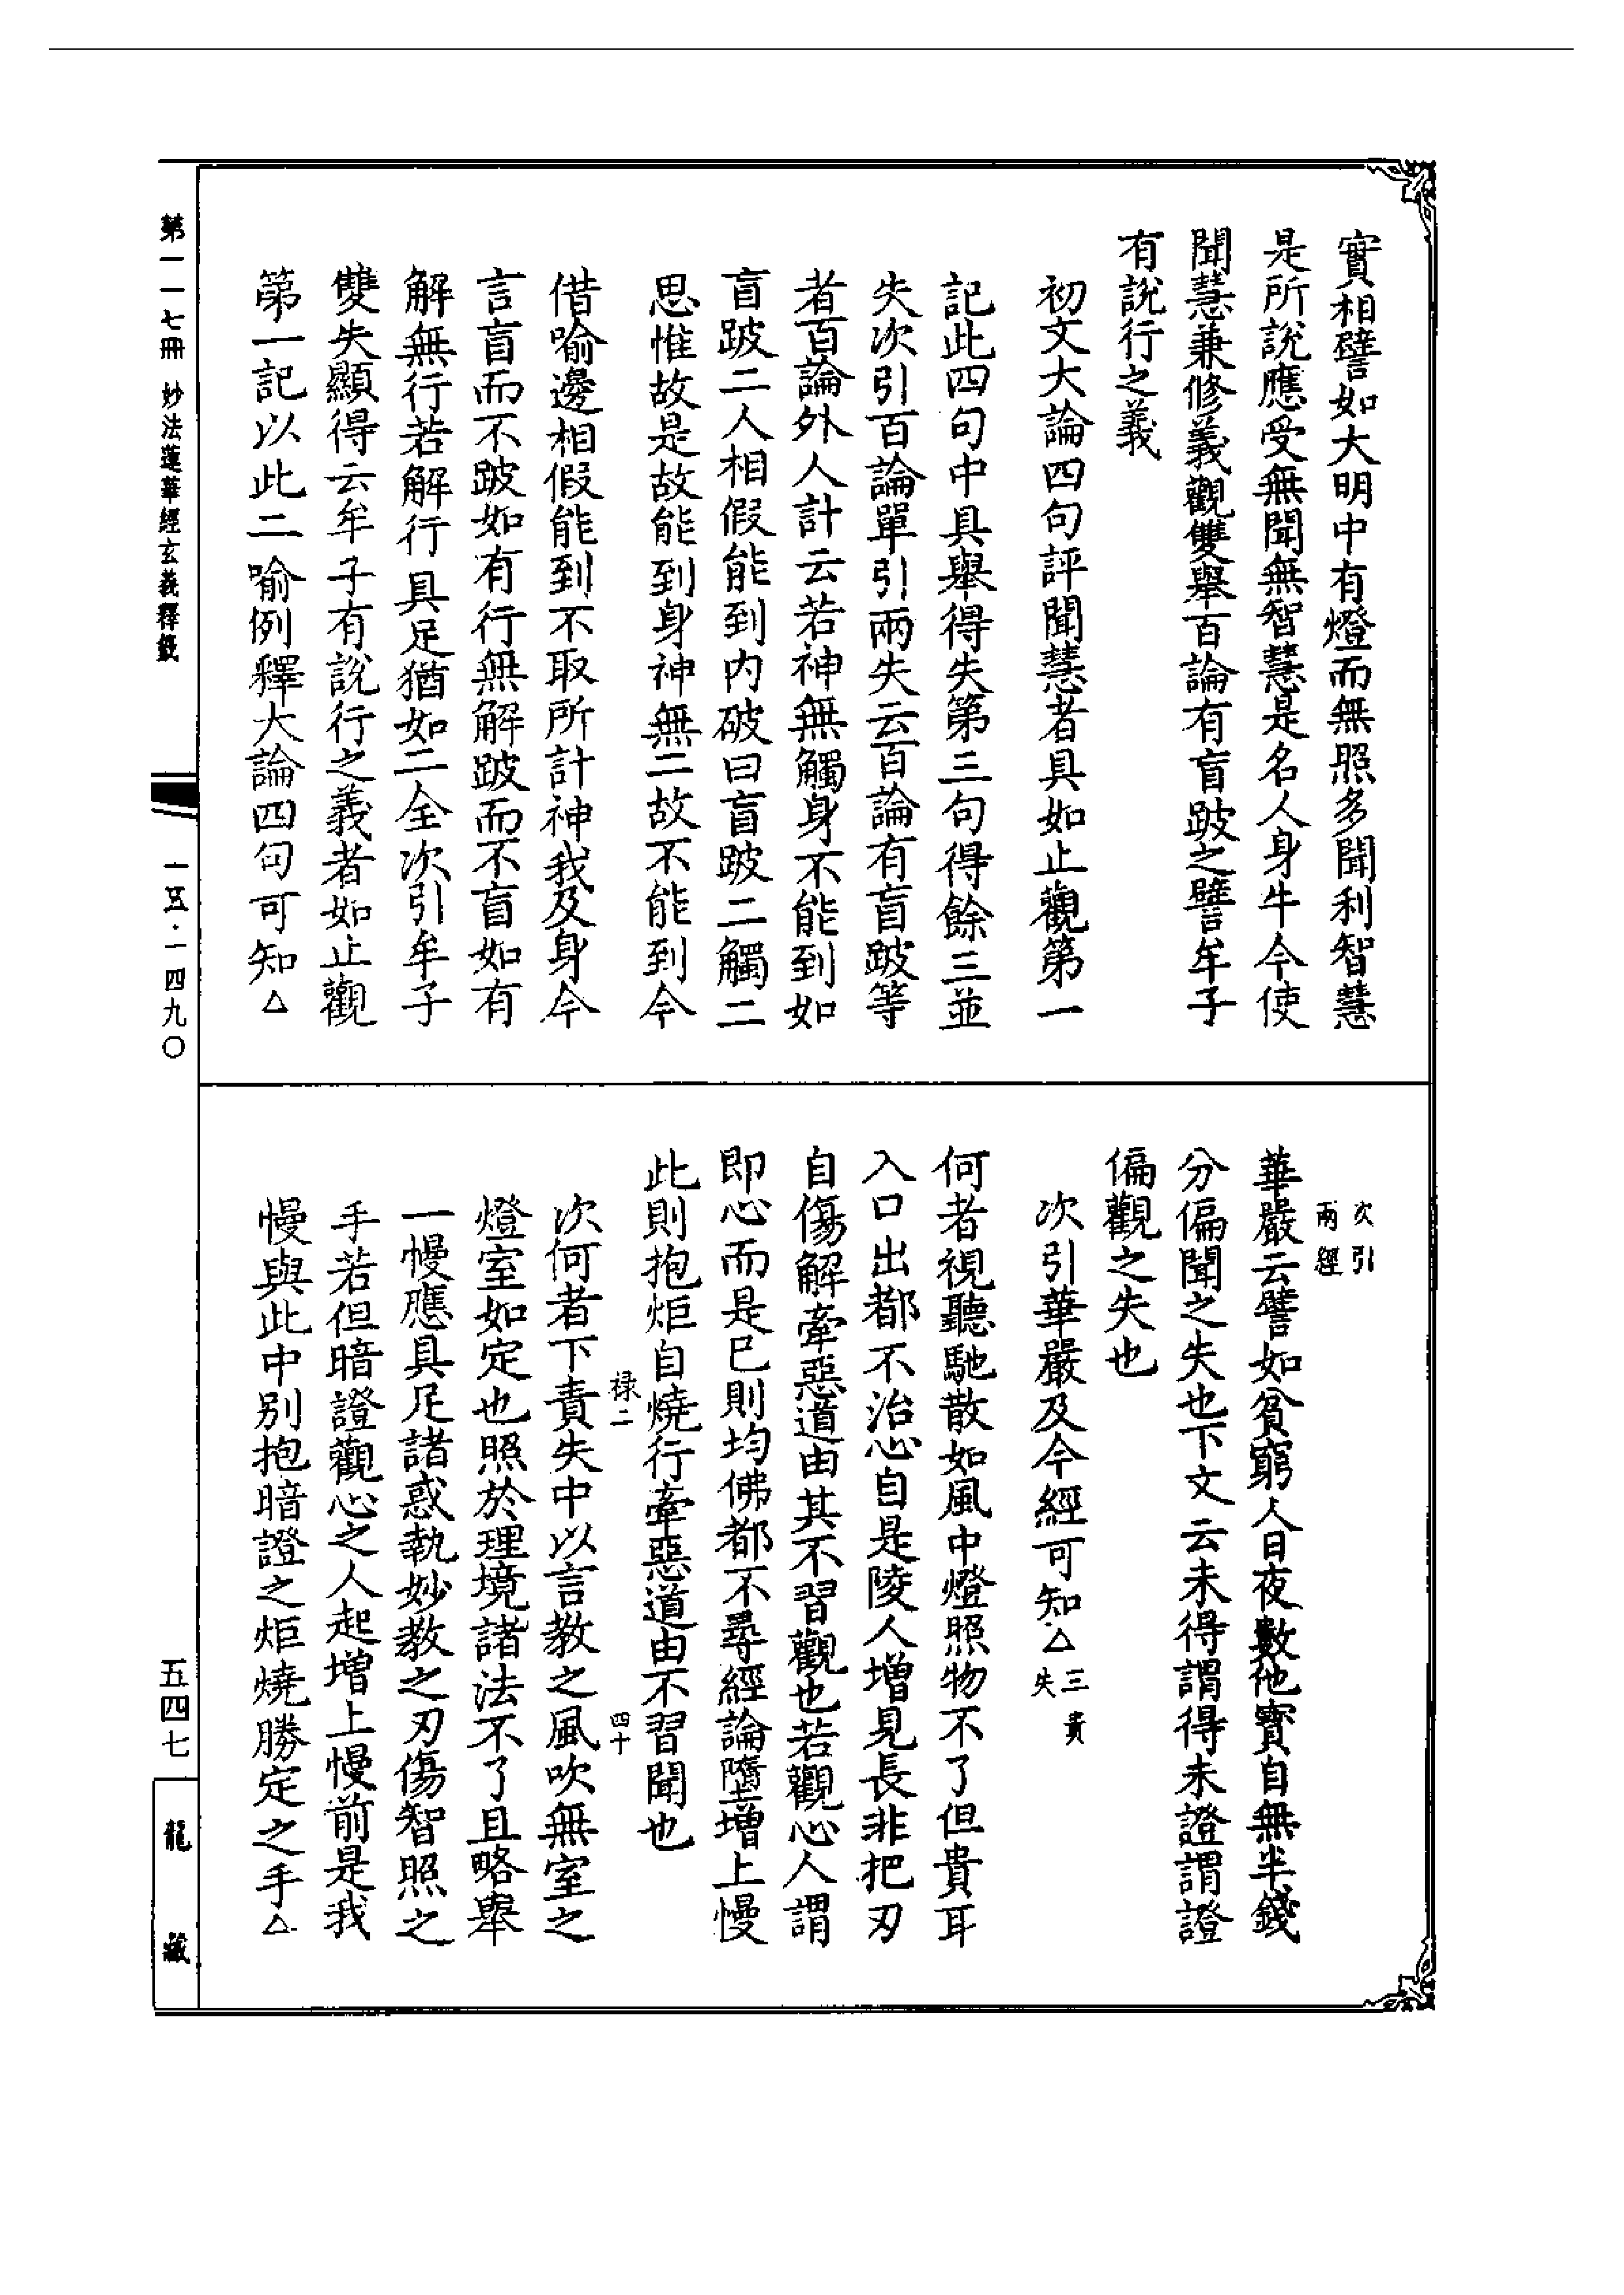 實相譬如大明中有燈而無照多聞利智慧
是所說應受無聞無智慧是名人身牛今使
聞慧兼修義觀雙舉百論有盲跛之譬牟子
有說行之義
初文大論四句評聞慧者具如止觀第一
記此四句中具舉得失第三句得餘三並
失次引百論單引兩失云百論有盲跛等
者百論外人計云若神無觸身不能到如
盲跛二人相假能到內破曰盲跛二觸二
思惟故是故能到身神無二故不能到今
借喻邊相假能到不取所計神我及身今
言盲而不跛如有行無解跛而不盲如有
解無行若解行具足猶如二全次引牟子
雙失顯得云牟子有說行之義者如止觀
第一記以此二喻例釋大論四句可知△
次引
兩經
華嚴云譬如貧窮人日夜數他寶自無半錢
分偏聞之失也下文云未得謂得未證謂證
偏觀之失也
次引華嚴及今經可知△三責
失
何者視聽馳散如風中燈照物不了但貴耳
入口出都不治心自是陵人增見長非把刃
自傷解牽惡道由其不習觀也若觀心人謂
即心而是已則均佛都不尋經論墮增上慢
此則抱炬自燒行牽惡道由不習聞也
祿二
四十
次何者下責失中以言教之風吹無室之
燈室如定也照於理境諸法不了且略舉
一慢應具足諸惑執妙教之刃傷智照之
手若但暗證觀心之人起增上慢前是我
慢與此中別抱暗證之炬燒勝定之手△
第一一七冊 妙法蓮華經玄義釋籤
一五·一四九〇
五四七
龍藏